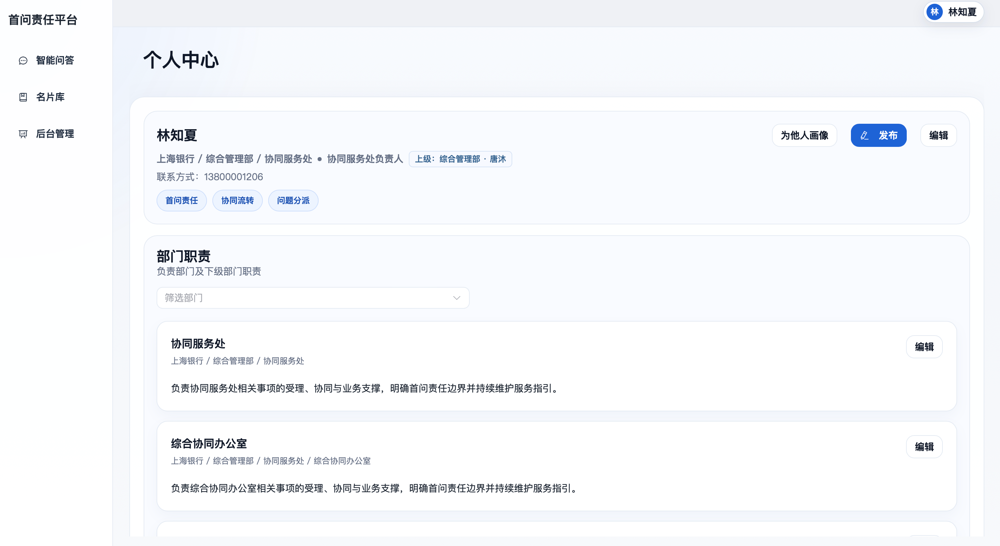 首问责任平台
林 林知夏
智能问答
名片库
后台管理
个人中心
林知夏
为他人画像
发布
编辑
上海银行 / 综合管理部 / 协同服务处 ● 协同服务处负责人 上级：综合管理部 · 唐沐
联系方式：13800001206
首问责任 协同流转 问题分派
部门职责
负责部门及下级部门职责
筛选部门
协同服务处
编辑
上海银行 / 综合管理部 / 协同服务处
负责协同服务处相关事项的受理、协同与业务支撑，明确首问责任边界并持续维护服务指引。
综合协同办公室
编辑
上海银行 / 综合管理部 / 协同服务处 / 综合协同办公室
负责综合协同办公室相关事项的受理、协同与业务支撑，明确首问责任边界并持续维护服务指引。